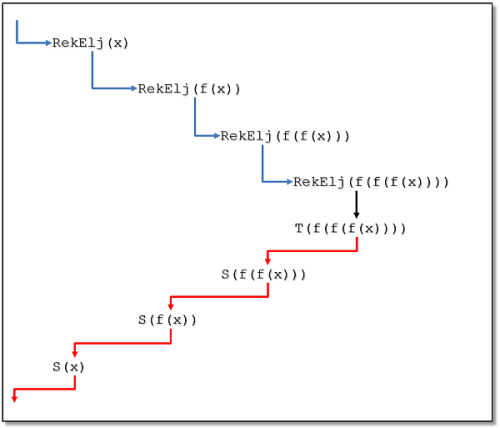 RekElj(x)
RekElj(f(x))
RekElj(f(f(x)))
RekElj(f(f(f(x))))
T(f(f(f(x))))
S(f(f(x)))
S(f(x))
S(x)